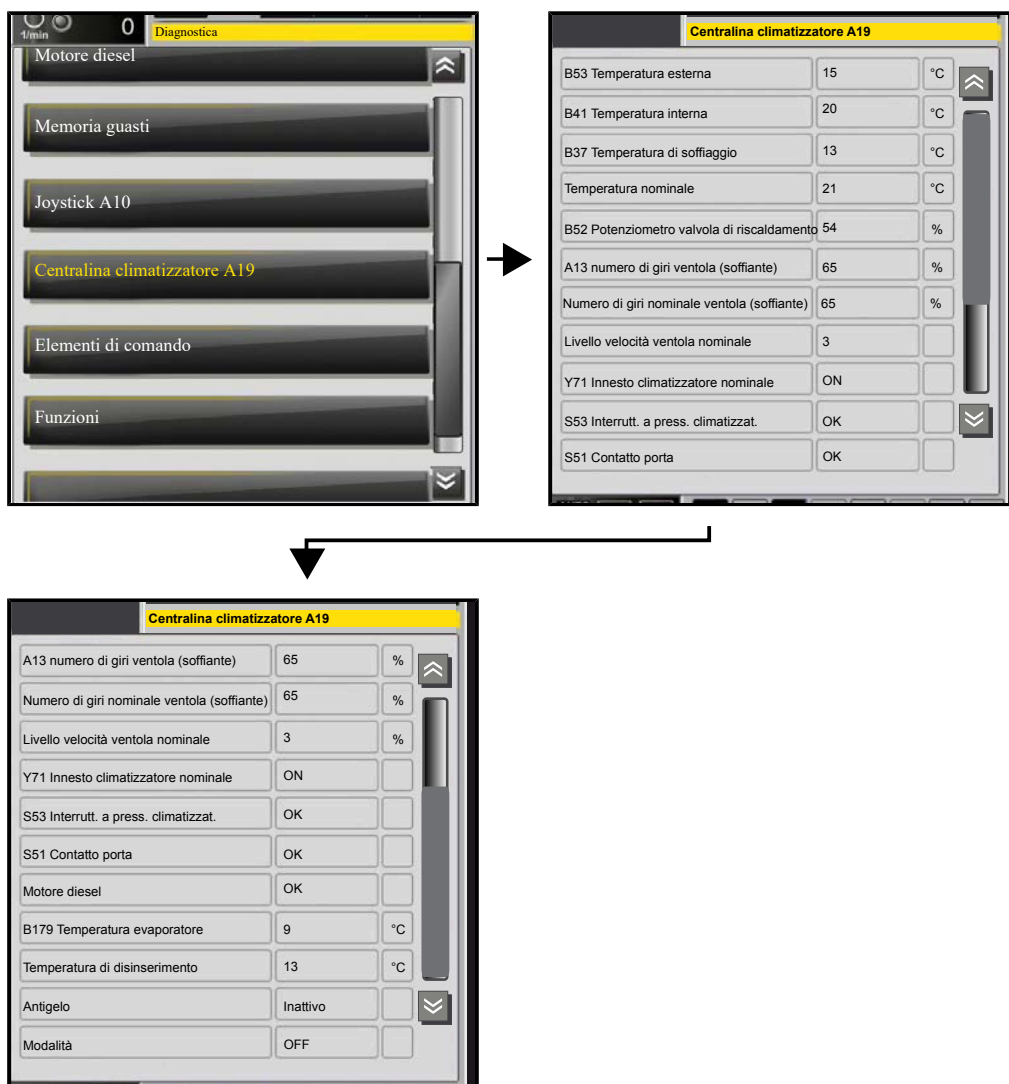 1/min
0
Diagnostica
Motore diesel
Memoria guasti
Joystick A10
Centralina climatizzatore A19
Elementi di comando
Funzioni
Centralina climatizzatore A19
B53 Temperatura esterna 15 °C
B41 Temperatura interna 20 °C
B37 Temperatura di soffiaggio 13 °C
Temperatura nominale 21 °C
B52 Potenziometro valvola di riscaldamento 54 %
A13 numero di giri ventola (soffiante) 65 %
Numero di giri nominale ventola (soffiante) 65 %
Livello velocità ventola nominale 3
Y71 Innesto climatizzatore nominale ON
S53 Interrutt. a press. climatizzat. OK
S51 Contatto porta OK
Centralina climatizzatore A19
A13 numero di giri ventola (soffiante) 65 %
Numero di giri nominale ventola (soffiante) 65 %
Livello velocità ventola nominale 3 %
Y71 Innesto climatizzatore nominale ON
S53 Interrutt. a press. climatizzat. OK
S51 Contatto porta OK
Motore diesel OK
B179 Temperatura evaporatore 9 °C
Temperatura di disinserimento 13 °C
Antigelo Inattivo
Modalità OFF